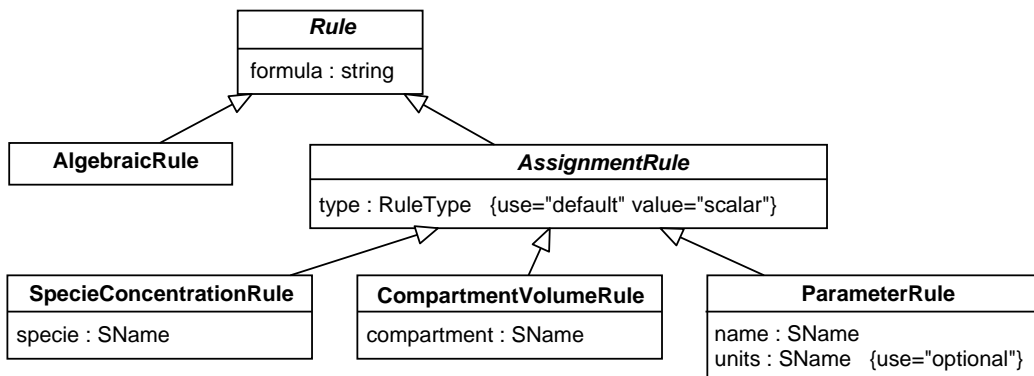 Rule
formula : string
AlgebraicRule
AssignmentRule
type : RuleType {use="default" value="scalar"}
SpecieConcentrationRule
specie : SName
CompartmentVolumeRule
compartment : SName
ParameterRule
name : SName
units : SName {use="optional"}